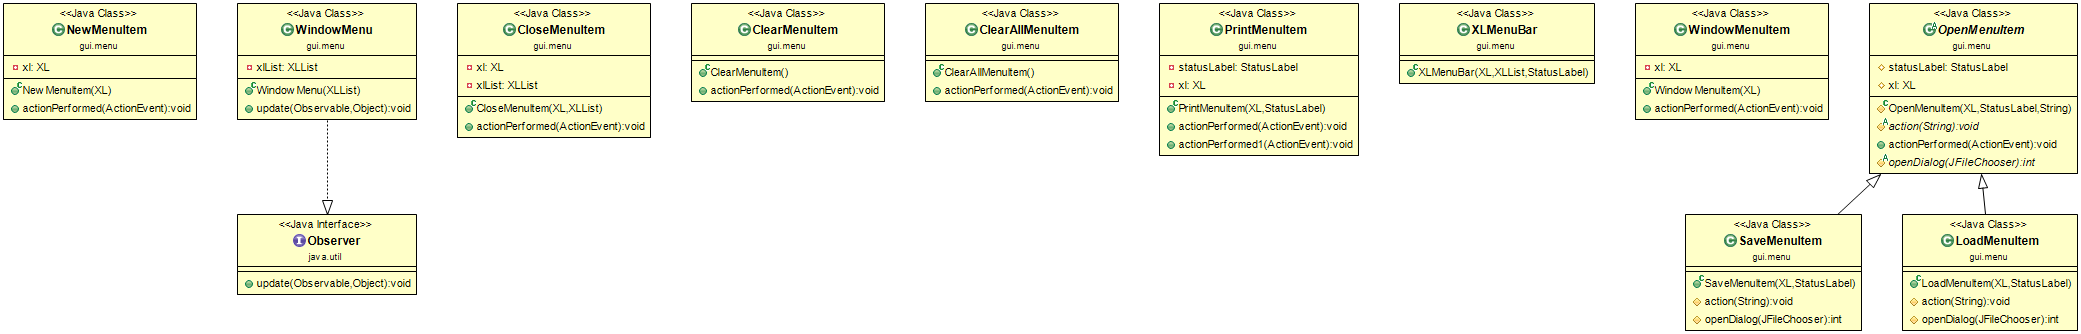 <<Java Class>>
NewMenuItem
gui.menu
xl: XL
New MenuItem(XL)
actionPerformed(ActionEvent):void
<<Java Class>>
WindowMenu
gui.menu
xlList: XLList
Window Menu(XLList)
update(Observable,Object):void
<<Java Interface>>
Observer
java.util
update(Observable,Object):void
<<Java Class>>
CloseMenuItem
gui.menu
xl: XL
xlList: XLList
CloseMenuItem(XL,XLList)
actionPerformed(ActionEvent):void
<<Java Class>>
ClearMenuItem
gui.menu
ClearMenuItem()
actionPerformed(ActionEvent):void
<<Java Class>>
ClearAllMenuItem
gui.menu
ClearAllMenuItem()
actionPerformed(ActionEvent):void
<<Java Class>>
PrintMenuItem
gui.menu
statusLabel: StatusLabel
xl: XL
PrintMenuItem(XL,StatusLabel)
actionPerformed(ActionEvent):void
actionPerformed1(ActionEvent):void
<<Java Class>>
XLMenuBar
gui.menu
XLMenuBar(XL,XLList,StatusLabel)
<<Java Class>>
WindowMenuItem
gui.menu
xl: XL
Window MenuItem(XL)
actionPerformed(ActionEvent):void
<<Java Class>>
OpenMenuItem
gui.menu
statusLabel: StatusLabel
xl: XL
OpenMenuItem(XL,StatusLabel,String)
action(String):void
actionPerformed(ActionEvent):void
openDialog(JFileChooser):int
<<Java Class>>
SaveMenuItem
gui.menu
SaveMenuItem(XL,StatusLabel)
action(String):void
openDialog(JFileChooser):int
<<Java Class>>
LoadMenuItem
gui.menu
LoadMenuItem(XL,StatusLabel)
action(String):void
openDialog(JFileChooser):int